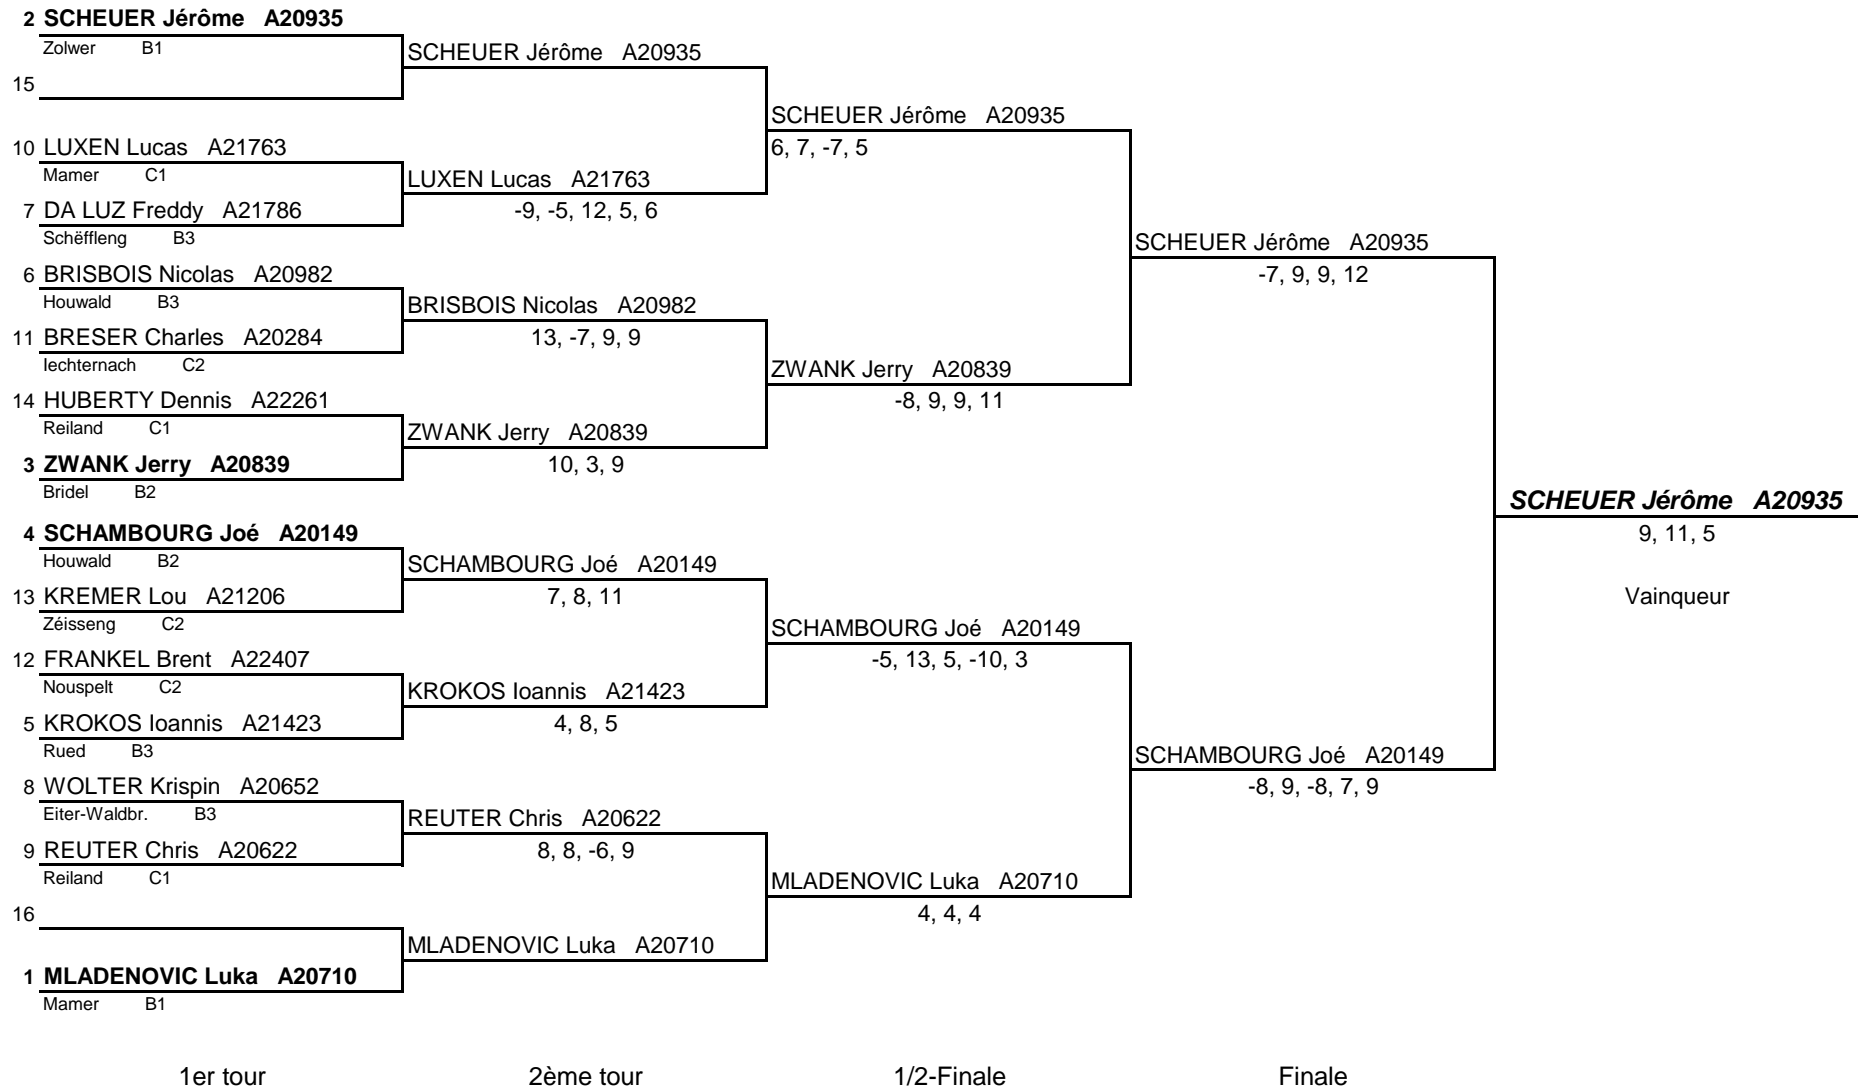 2 SCHEUER Jérôme A20935
Zolwer B1
SCHEUER Jérôme A20935
15
SCHEUER Jérôme A20935
10 LUXEN Lucas A21763
6, 7, -7, 5
Mamer C1
LUXEN Lucas A21763
7 DA LUZ Freddy A21786
-9, -5, 12, 5, 6
Schëffleng B3
SCHEUER Jérôme A20935
6 BRISBOIS Nicolas A20982
-7, 9, 9, 12
Houwald B3
BRISBOIS Nicolas A20982
11 BRESER Charles A20284
13, -7, 9, 9
Iechternach C2
ZWANK Jerry A20839
14 HUBERTY Dennis A22261
-8, 9, 9, 11
Reiland C1
ZWANK Jerry A20839
3 ZWANK Jerry A20839
10, 3, 9
Bridel B2
SCHEUER Jérôme A20935
4 SCHAMBOURG Joé A20149
9, 11, 5
Houwald B2
SCHAMBOURG Joé A20149
13 KREMER Lou A21206
7, 8, 11
Vainqueur
Zéisseng C2
SCHAMBOURG Joé A20149
12 FRANKEL Brent A22407
-5, 13, 5, -10, 3
Nouspelt C2
KROKOS Ioannis A21423
5 KROKOS Ioannis A21423
4, 8, 5
Rued B3
SCHAMBOURG Joé A20149
8 WOLTER Krispin A20652
-8, 9, -8, 7, 9
Eiter-Waldbr. B3
REUTER Chris A20622
9 REUTER Chris A20622
8, 8, -6, 9
Reiland C1
MLADENOVIC Luka A20710
16
4, 4, 4
MLADENOVIC Luka A20710
1 MLADENOVIC Luka A20710
Mamer B1
1er tour 2ème tour 1/2-Finale Finale